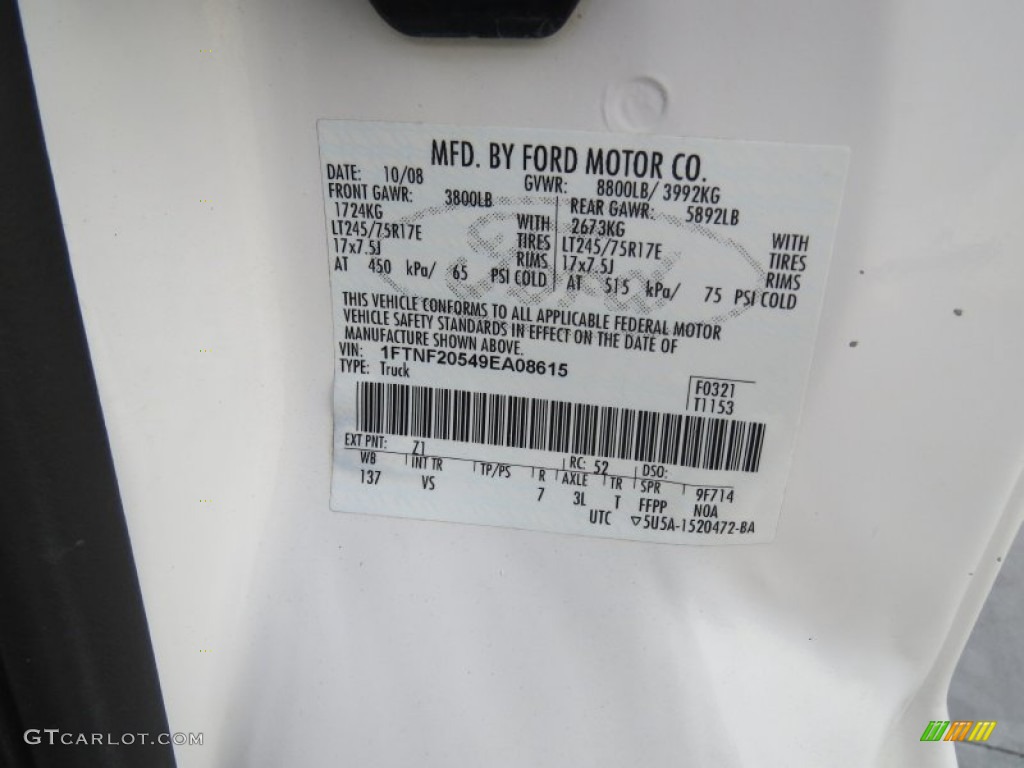 MFD. BY FORD MOTOR CO.
DATE: 10/08 GVWR: 8800LB/ 3992KG
FRONT GAWR: 3800LB REAR GAWR: 5892LB
1724KG WITH 2673KG WITH
LT245/75R17E TIRES LT245/75R17E TIRES
17x7.5J RIMS 17x7.5J RIMS
AT 450 kPa/ 65 PSI COLD AT 515 kPa/ 75 PSI COLD
THIS VEHICLE CONFORMS TO ALL APPLICABLE FEDERAL MOTOR
VEHICLE SAFETY STANDARDS IN EFFECT ON THE DATE OF
MANUFACTURE SHOWN ABOVE.
VIN: 1FTNF20549EA08615
TYPE: Truck
F0321
T1153
EXT PNT: Z1 RC: 52 DSO:
WB INT TR TP/PS R AXLE TR SPR 9F714
137 VS 7 3L T FFPP N0A
UTC ▽5U5A-1520472-BA
Ford
GTCARLOT.COM